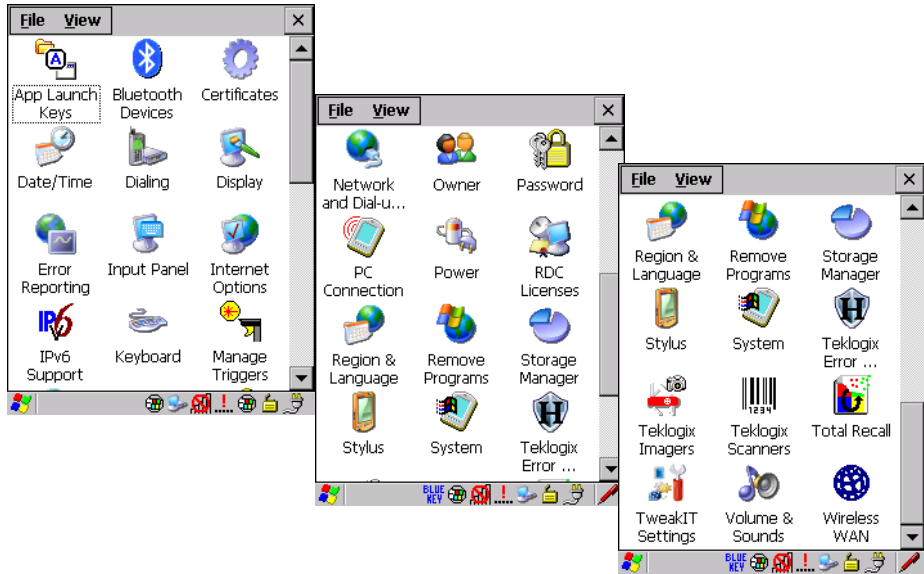 File View
App Launch
Keys
Bluetooth
Devices
Certificates
Date/Time
Dialing
Display
Error
Reporting
Input Panel
Internet
Options
IPv6
IPv6
Support
Keyboard
Manage
Triggers
File View
Network
and Dial-u...
Owner
Password
PC
Connection
Power
RDC
Licenses
Region &
Language
Remove
Programs
Storage
Manager
Stylus
System
Teklogix
Error ...
BLUE
KEY
File View
Region &
Language
Remove
Programs
Storage
Manager
Stylus
System
Teklogix
Error ...
Teklogix
Imagers
1234
Teklogix
Scanners
Total Recall
TweakIT
Settings
Volume &
Sounds
Wireless
WAN
BLUE
KEY